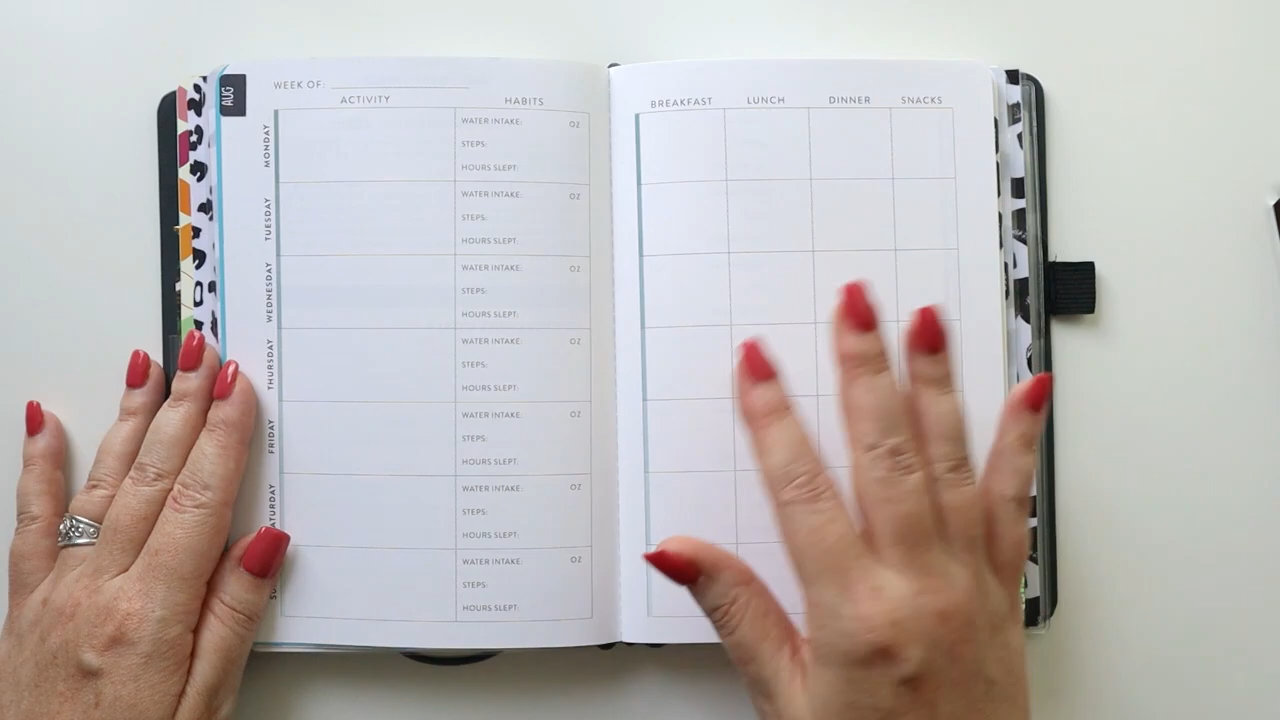 AUG
WEEK OF:
ACTIVITY HABITS
MONDAY
WATER INTAKE: OZ
STEPS:
HOURS SLEPT:
TUESDAY
WATER INTAKE: OZ
STEPS:
HOURS SLEPT:
WEDNESDAY
WATER INTAKE: OZ
STEPS:
HOURS SLEPT:
THURSDAY
WATER INTAKE: OZ
STEPS:
HOURS SLEPT:
FRIDAY
WATER INTAKE: OZ
STEPS:
HOURS SLEPT:
ATURDAY
WATER INTAKE: OZ
STEPS:
HOURS SLEPT:
SU
WATER INTAKE: OZ
STEPS:
HOURS SLEPT:
BREAKFAST LUNCH DINNER SNACKS